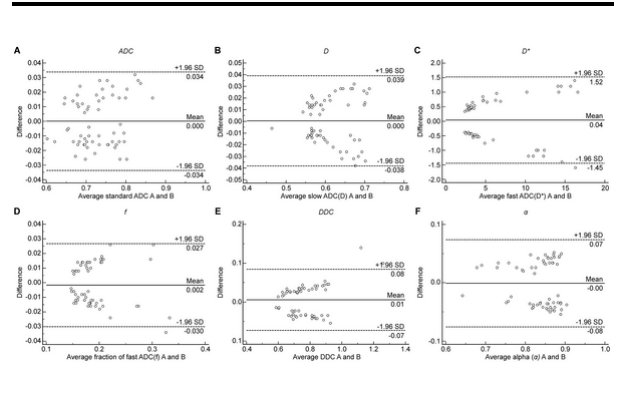 A ADC
0.04
0.03
0.02
0.01
0.00
-0.01
-0.02
-0.03
-0.04
Difference
+1.96 SD
0.034
Mean
0.000
-1.96 SD
-0.034
0.6 0.7 0.8 0.9 1.0
Average standard ADC A and B
B D
0.05
0.04
0.03
0.02
0.01
0.00
-0.01
-0.02
-0.03
-0.04
0.05
Difference
+1.96 SD
0.039
Mean
0.000
-1.96 SD
-0.038
0.4 0.5 0.6 0.7 0.8
Average slow ADC(D) A and B
C D*
2.0
1.5
1.0
0.5
0.0
-0.5
-1.0
-1.5
-2.0
Difference
+1.96 SD
1.52
Mean
0.04
-1.96 SD
-1.45
0 5 10 15 20
Average fast ADC(D*) A and B
D f
0.04
0.03
0.02
0.01
0.00
-0.01
-0.02
-0.03
-0.04
Difference
+1.96 SD
0.027
Mean
0.002
-1.96 SD
-0.030
0.1 0.2 0.3 0.4
Average fraction of fast ADC(f) A and B
E DDC
0.2
0.1
0.0
0.1
Difference
+1.96 SD
0.08
Mean
0.01
-1.96 SD
-0.07
0.4 0.6 0.8 1.0 1.2 1.4
Average DDC A and B
F α
0.1
0.0
-0.1
Difference
+1.96 SD
0.07
Mean
-0.00
-1.96 SD
-0.08
0.6 0.7 0.8 0.9 1.0
Average alpha (α) A and B